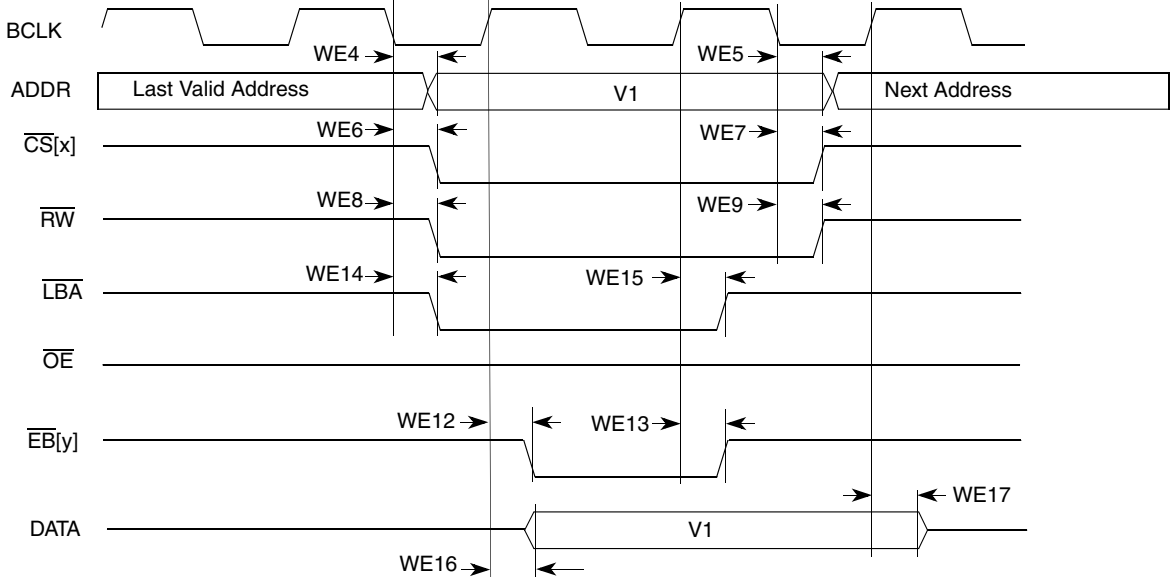 BCLK
WE4
WE5
ADDR
Last Valid Address
V1
Next Address
WE6
WE7
CS[x]
WE8
WE9
RW
WE14
WE15
LBA
OE
WE12
WE13
EB[y]
WE17
DATA
V1
WE16